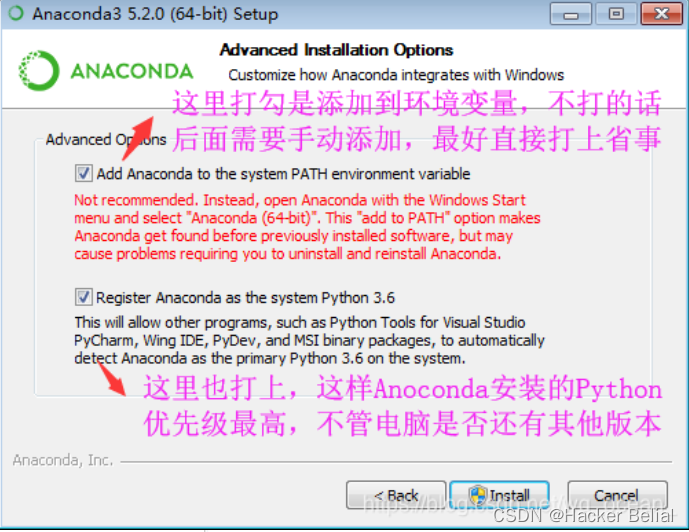 Anaconda3 5.2.0 (64-bit) Setup
Advanced Installation Options
ANACONDA
Customize how Anaconda integrates with Windows
这里打勾是添加到环境变量，不打的话
后面需要手动添加，最好直接打上省事
Advanced Options
Add Anaconda to the system PATH environment variable
Not recommended. Instead, open Anaconda with the Windows Start
menu and select "Anaconda (64-bit)". This "add to PATH" option makes
Anaconda get found before previously installed software, but may
cause problems requiring you to uninstall and reinstall Anaconda.
Register Anaconda as the system Python 3.6
This will allow other programs, such as Python Tools for Visual Studio
PyCharm, Wing IDE, PyDev, and MSI binary packages, to automatically
detect Anaconda as the primary Python 3.6 on the system.
这里也打上，这样Anoconda安装的Python
优先级最高，不管电脑是否还有其他版本
Anaconda, Inc.
< Back
Install
Cancel
CSDN @Hacker Belial